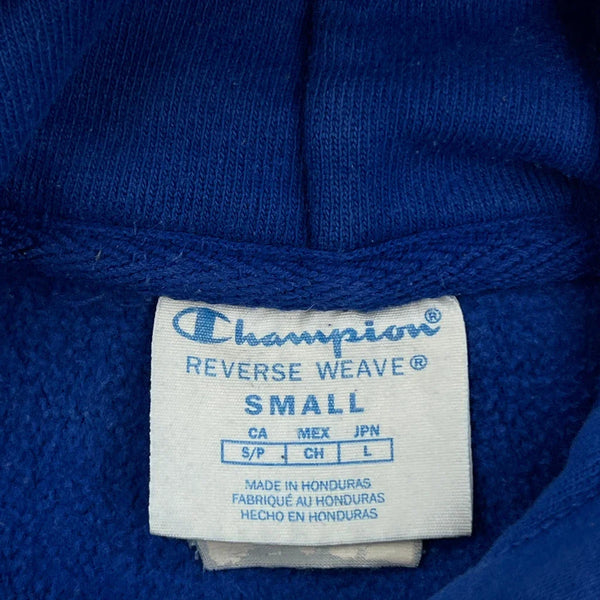 Champion®
REVERSE WEAVE®
SMALL
CA MEX JPN
S/P CH L
MADE IN HONDURAS
FABRIQUÉ AU HONDURAS
HECHO EN HONDURAS